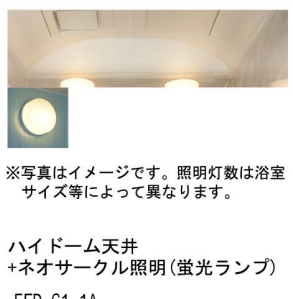 ※写真はイメージです。照明灯数は浴室
サイズ等によって異なります。
ハイドーム天井
+ネオサークル照明(蛍光ランプ)